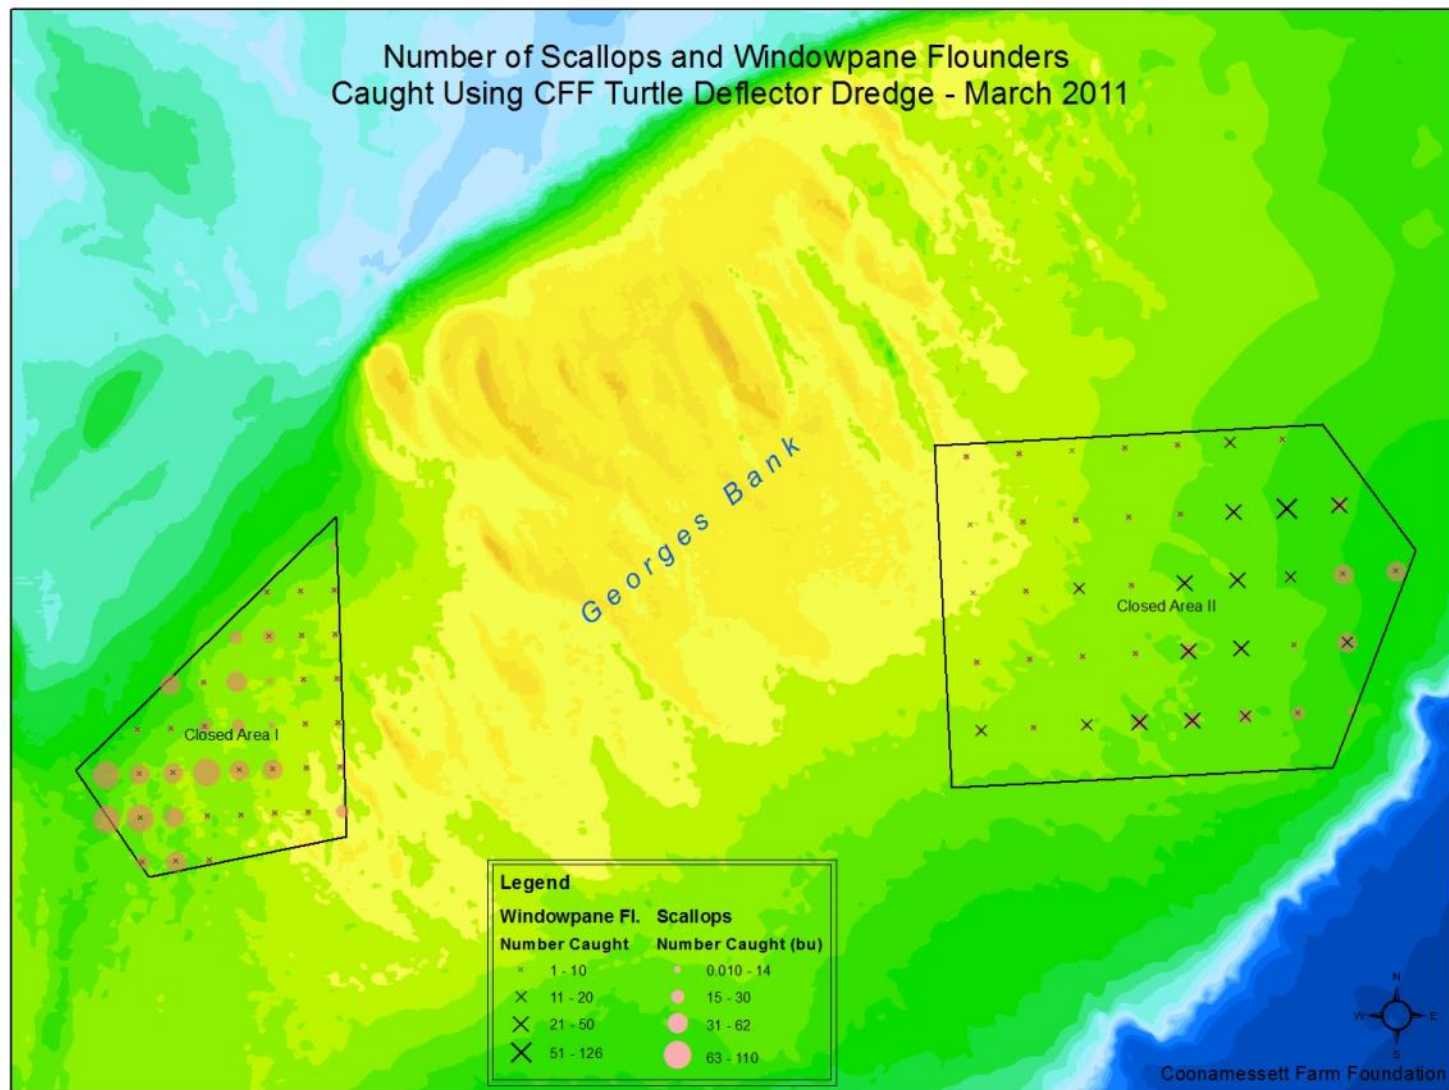 Number of Scallops and Windowpane Flounders
Caught Using CFF Turtle Deflector Dredge - March 2011
Georges Bank
Closed Area II
Closed Area I
Legend
Windowpane Fl. Scallops
Number Caught Number Caught (bu)
1 - 10 0.010 - 14
11 - 20 15 - 30
21 - 50 31 - 62
51 - 126 63 - 110
N
W E
S
Coonamessett Farm Foundation